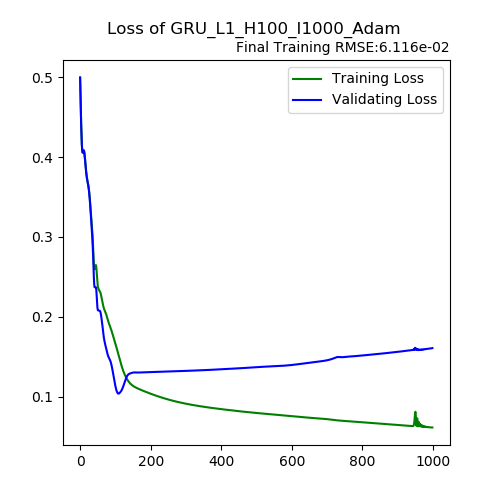 Loss of GRU_L1_H100_I1000_Adam
Final Training RMSE:6.116e-02
Training Loss
Validating Loss
0.5
0.4
0.3
0.2
0.1
0 200 400 600 800 1000